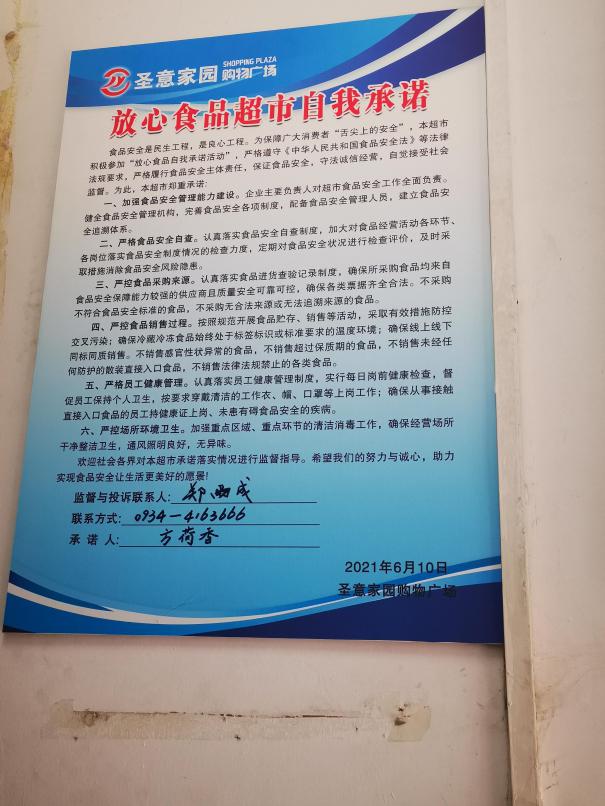 圣意家园 SHOPPING PLAZA 购物广场
放心食品超市自我承诺
食品安全是民生工程，是良心工程。为保障广大消费者“舌尖上的安全”，本超市
积极参加“放心食品自我承诺活动”，严格遵守《中华人民共和国食品安全法》等法律
法规要求，严格履行食品安全主体责任，保证食品安全，守法诚信经营，自觉接受社会
监督。为此，本超市郑重承诺：
一、加强食品安全管理能力建设。企业主要负责人对超市食品安全工作全面负责。
健全食品安全管理机构，完善食品安全各项制度，配备食品安全管理人员，建立食品安
全追溯体系。
二、严格食品安全自查。认真落实食品安全自查制度，加大对食品经营活动各环节、
各岗位落实食品安全制度情况的检查力度，定期对食品安全状况进行检查评价，及时采
取措施消除食品安全风险隐患。
三、严控食品采购来源。认真落实食品进货查验记录制度，确保所采购食品均来自
食品安全保障能力较强的供应商且质量安全可靠可控，确保各类票据齐全合法。不采购
不符合食品安全标准的食品，不采购无合法来源或无法追溯来源的食品。
四、严控食品销售过程。按照规范开展食品贮存、销售等活动，采取有效措施防控
交叉污染；确保冷藏冷冻食品始终处于标签标识或标准要求的温度环境；确保线上线下
同标同质销售。不销售感官性状异常的食品，不销售超过保质期的食品，不销售未经任
何防护的散装直接入口食品，不销售法律法规禁止的各类食品。
五、严格员工健康管理。认真落实员工健康管理制度，实行每日岗前健康检查，督
促员工保持个人卫生，按要求穿戴清洁的工作衣、帽、口罩等上岗工作；确保从事接触
直接入口食品的员工持健康证上岗、未患有碍食品安全的疾病。
六、严控场所环境卫生。加强重点区域、重点环节的清洁消毒工作，确保经营场所
干净整洁卫生，通风照明良好，无异味。
欢迎社会各界对本超市承诺落实情况进行监督指导。希望我们的努力与诚心，助力
实现食品安全让生活更美好的愿景！
监督与投诉联系人：郑西成
联系方式：0934-4163666
承 诺 人：方荷香
2021年6月10日
圣意家园购物广场